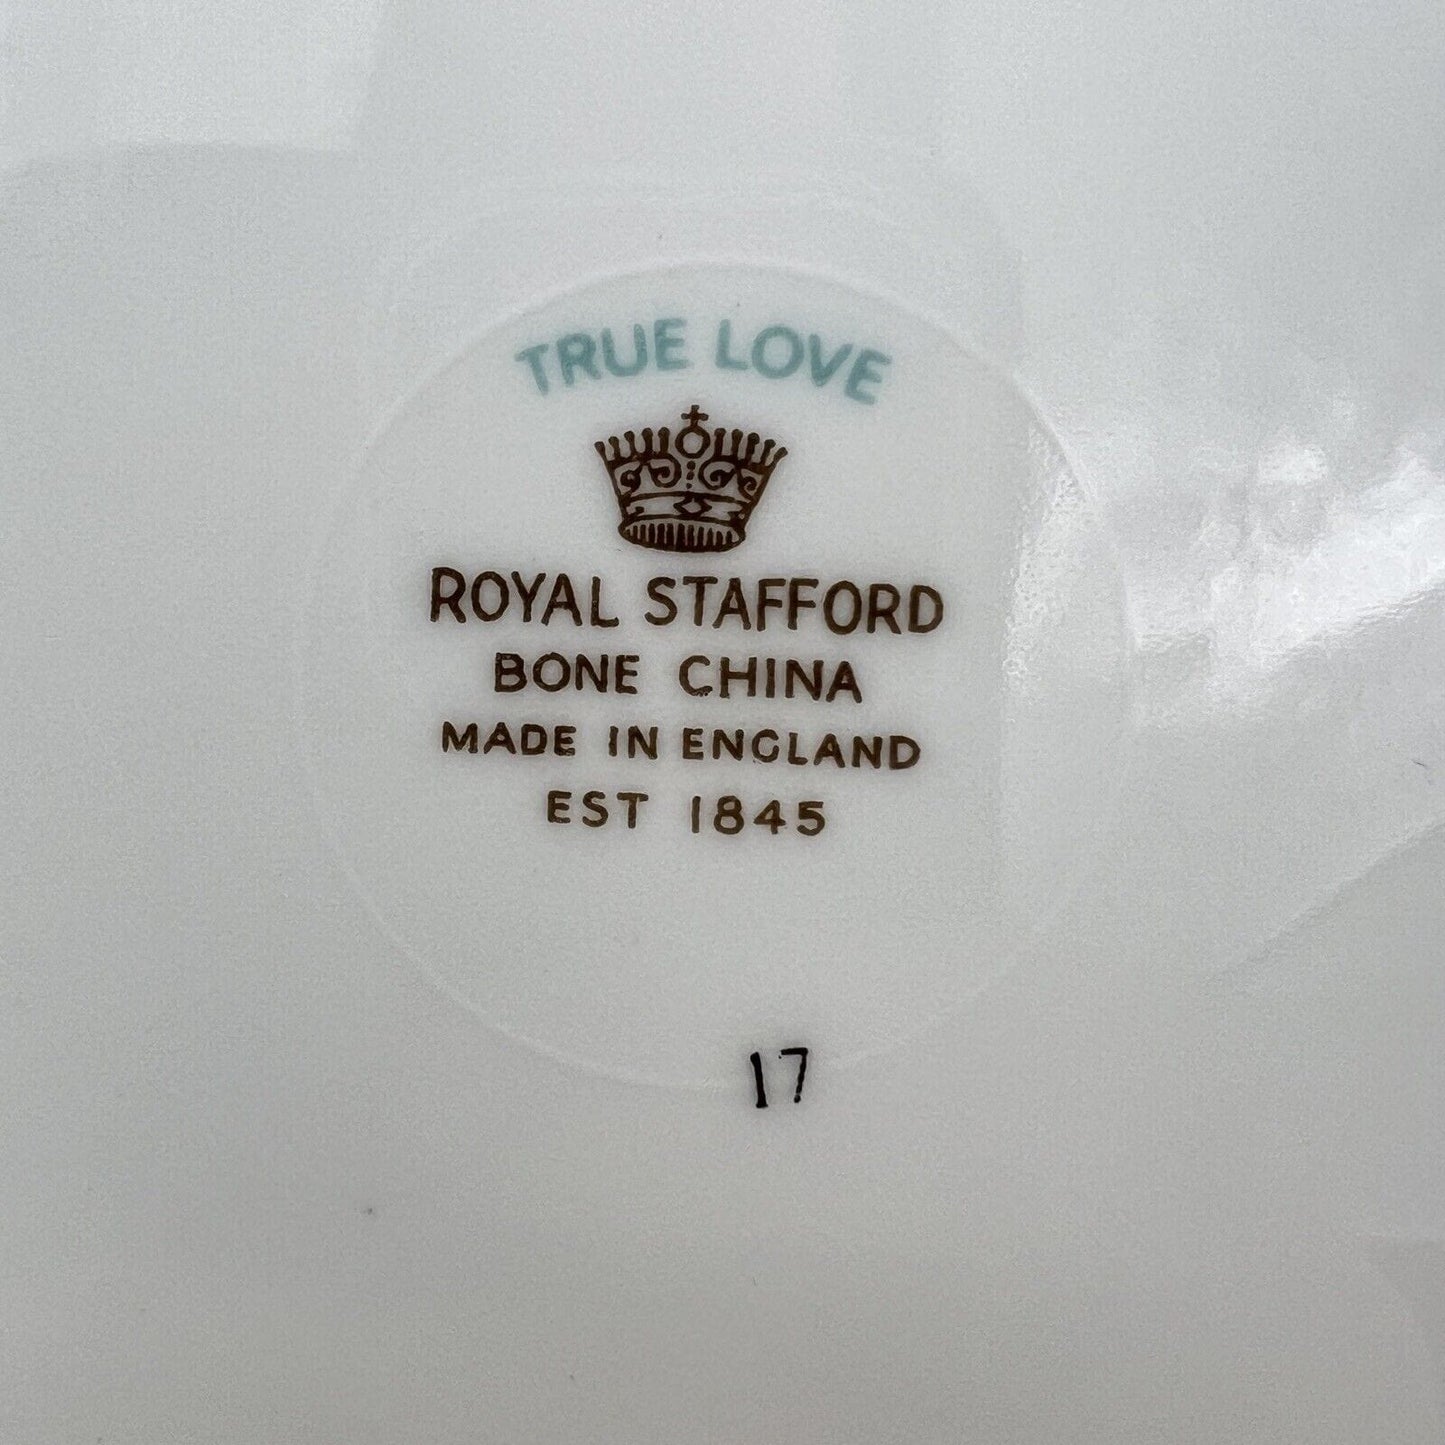 TRUE LOVE
ROYAL STAFFORD
BONE CHINA
MADE IN ENGLAND
EST 1845
17